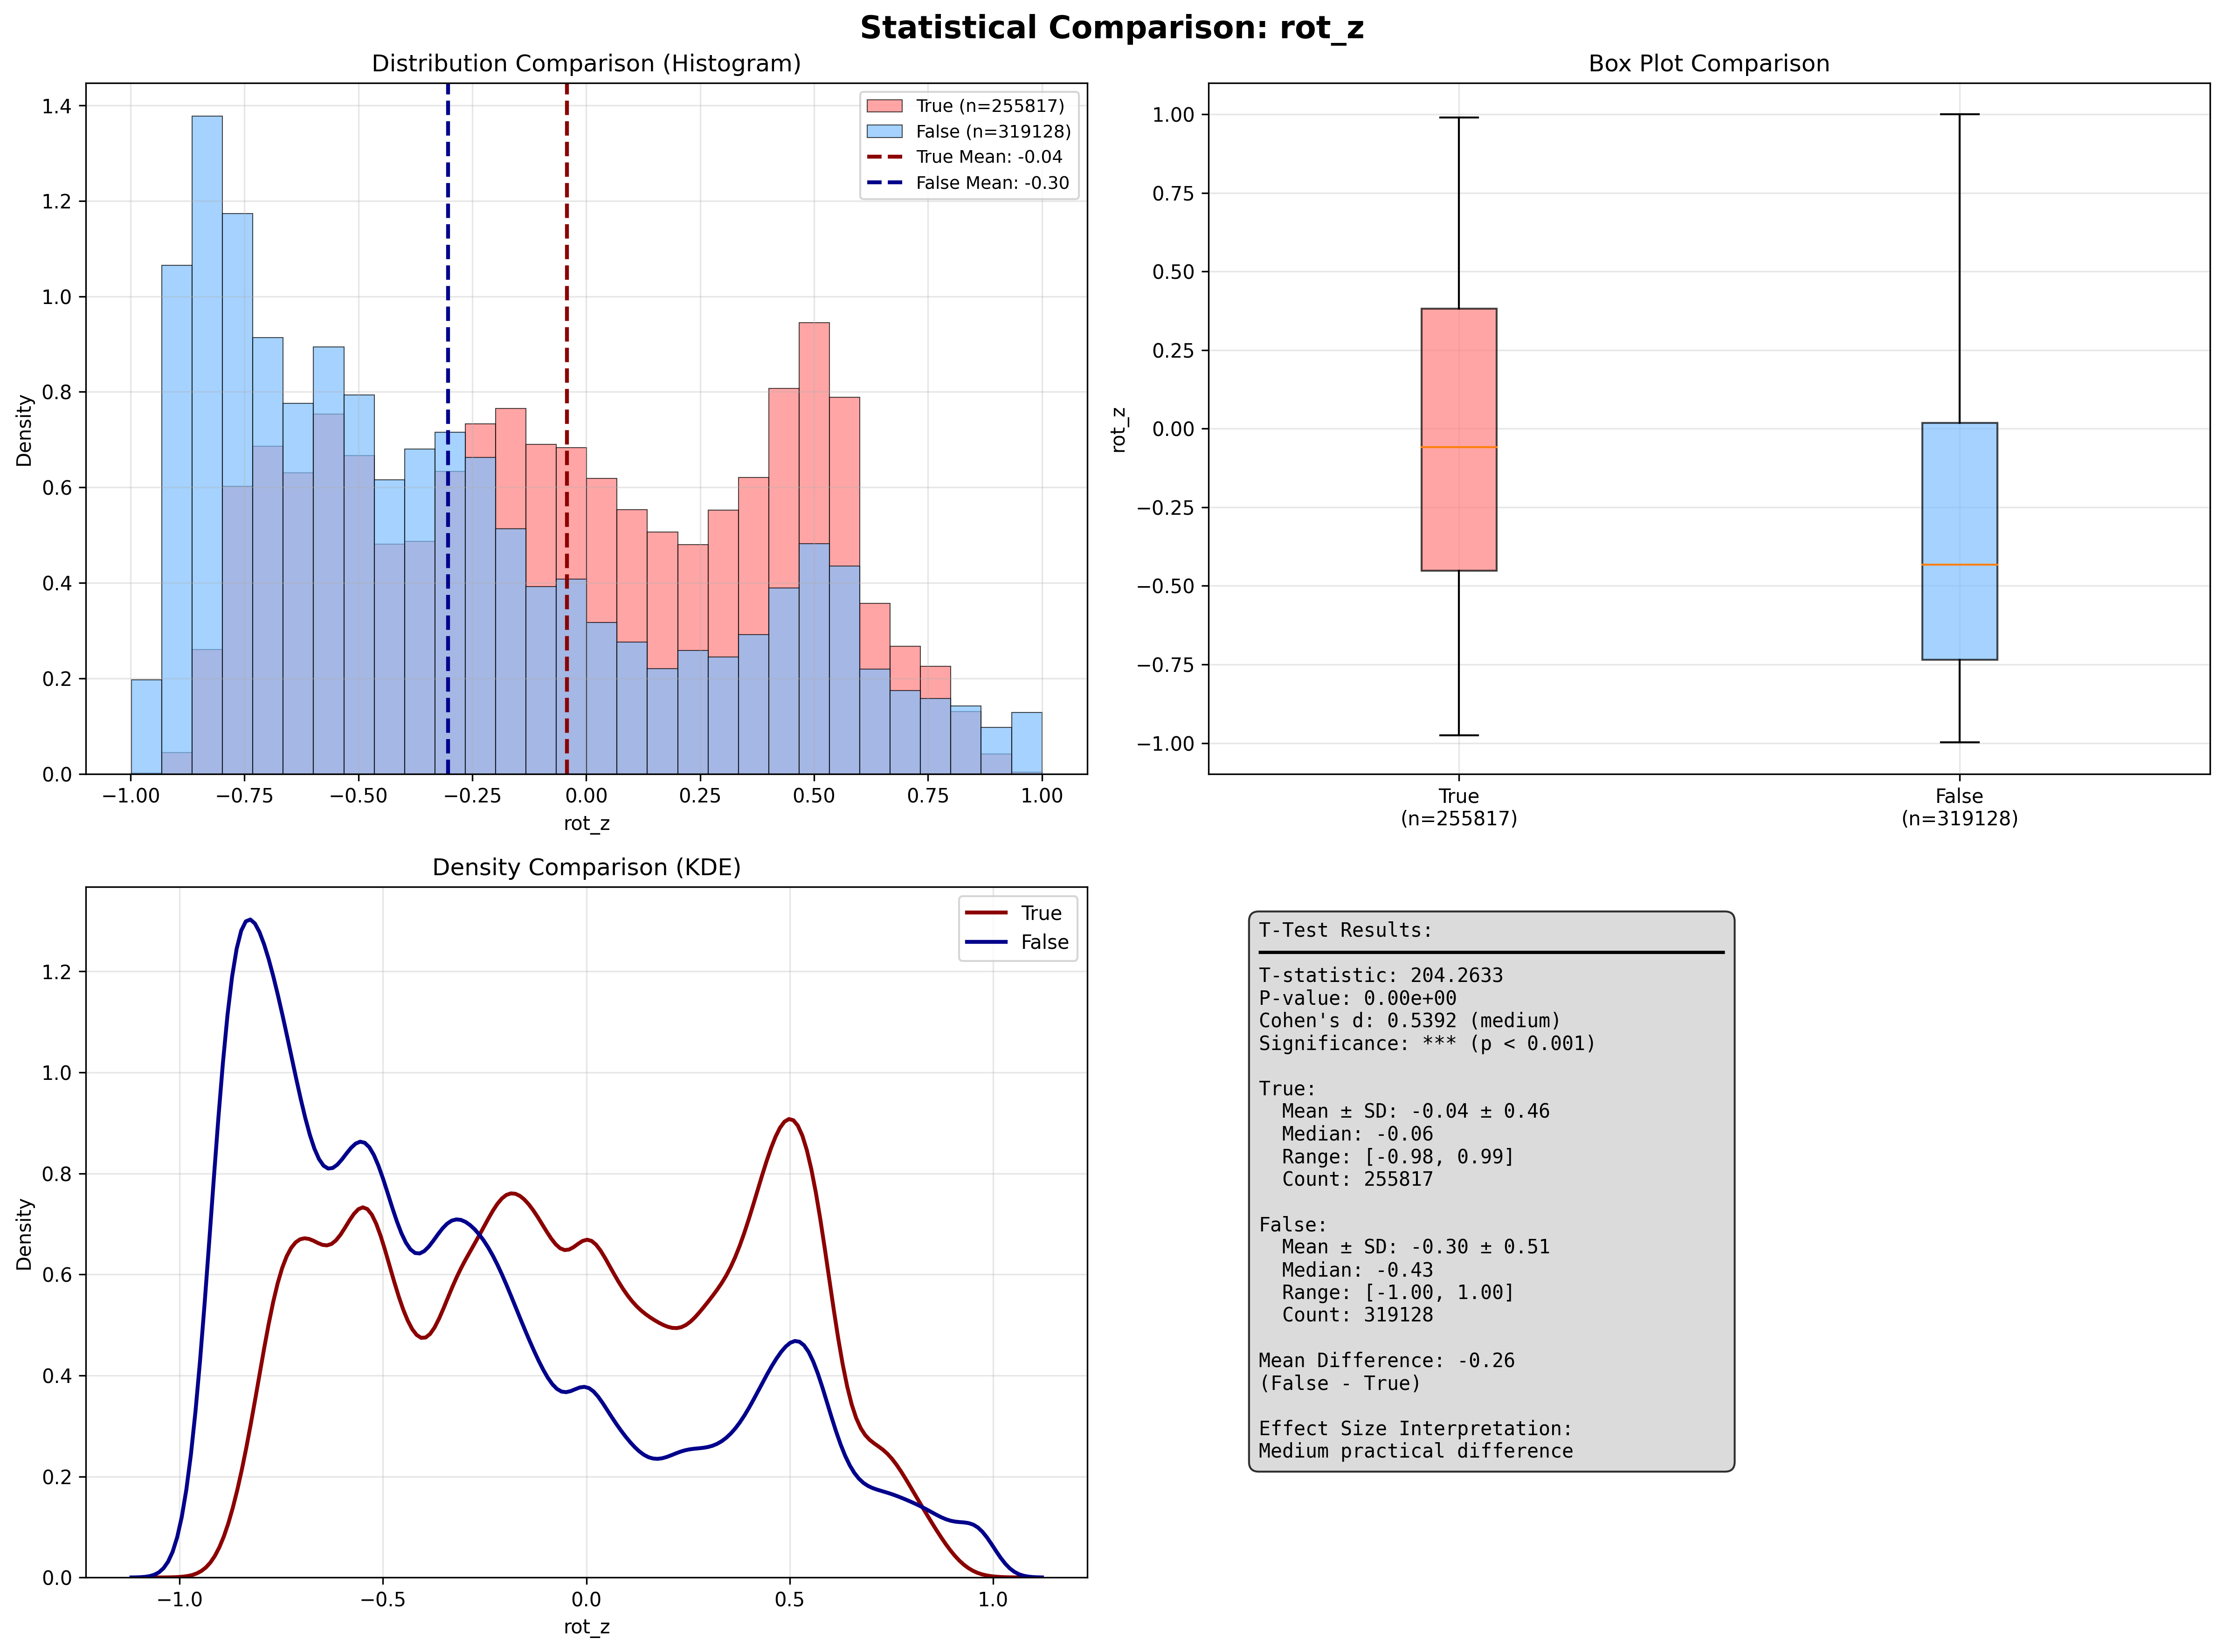 Statistical Comparison: rot_z
Distribution Comparison (Histogram)
Density
1.4
1.2
1.0
0.8
0.6
0.4
0.2
0.0
−1.00 −0.75 −0.50 −0.25 0.00 0.25 0.50 0.75 1.00
rot_z
True (n=255817)
False (n=319128)
True Mean: -0.04
False Mean: -0.30
Box Plot Comparison
rot_z
1.00
0.75
0.50
0.25
0.00
−0.25
−0.50
−0.75
−1.00
True
(n=255817)
False
(n=319128)
Density Comparison (KDE)
Density
1.2
1.0
0.8
0.6
0.4
0.2
0.0
−1.0 −0.5 0.0 0.5 1.0
rot_z
True
False
T-Test Results:
T-statistic: 204.2633
P-value: 0.00e+00
Cohen's d: 0.5392 (medium)
Significance: *** (p < 0.001)
True:
Mean ± SD: -0.04 ± 0.46
Median: -0.06
Range: [-0.98, 0.99]
Count: 255817
False:
Mean ± SD: -0.30 ± 0.51
Median: -0.43
Range: [-1.00, 1.00]
Count: 319128
Mean Difference: -0.26
(False - True)
Effect Size Interpretation:
Medium practical difference